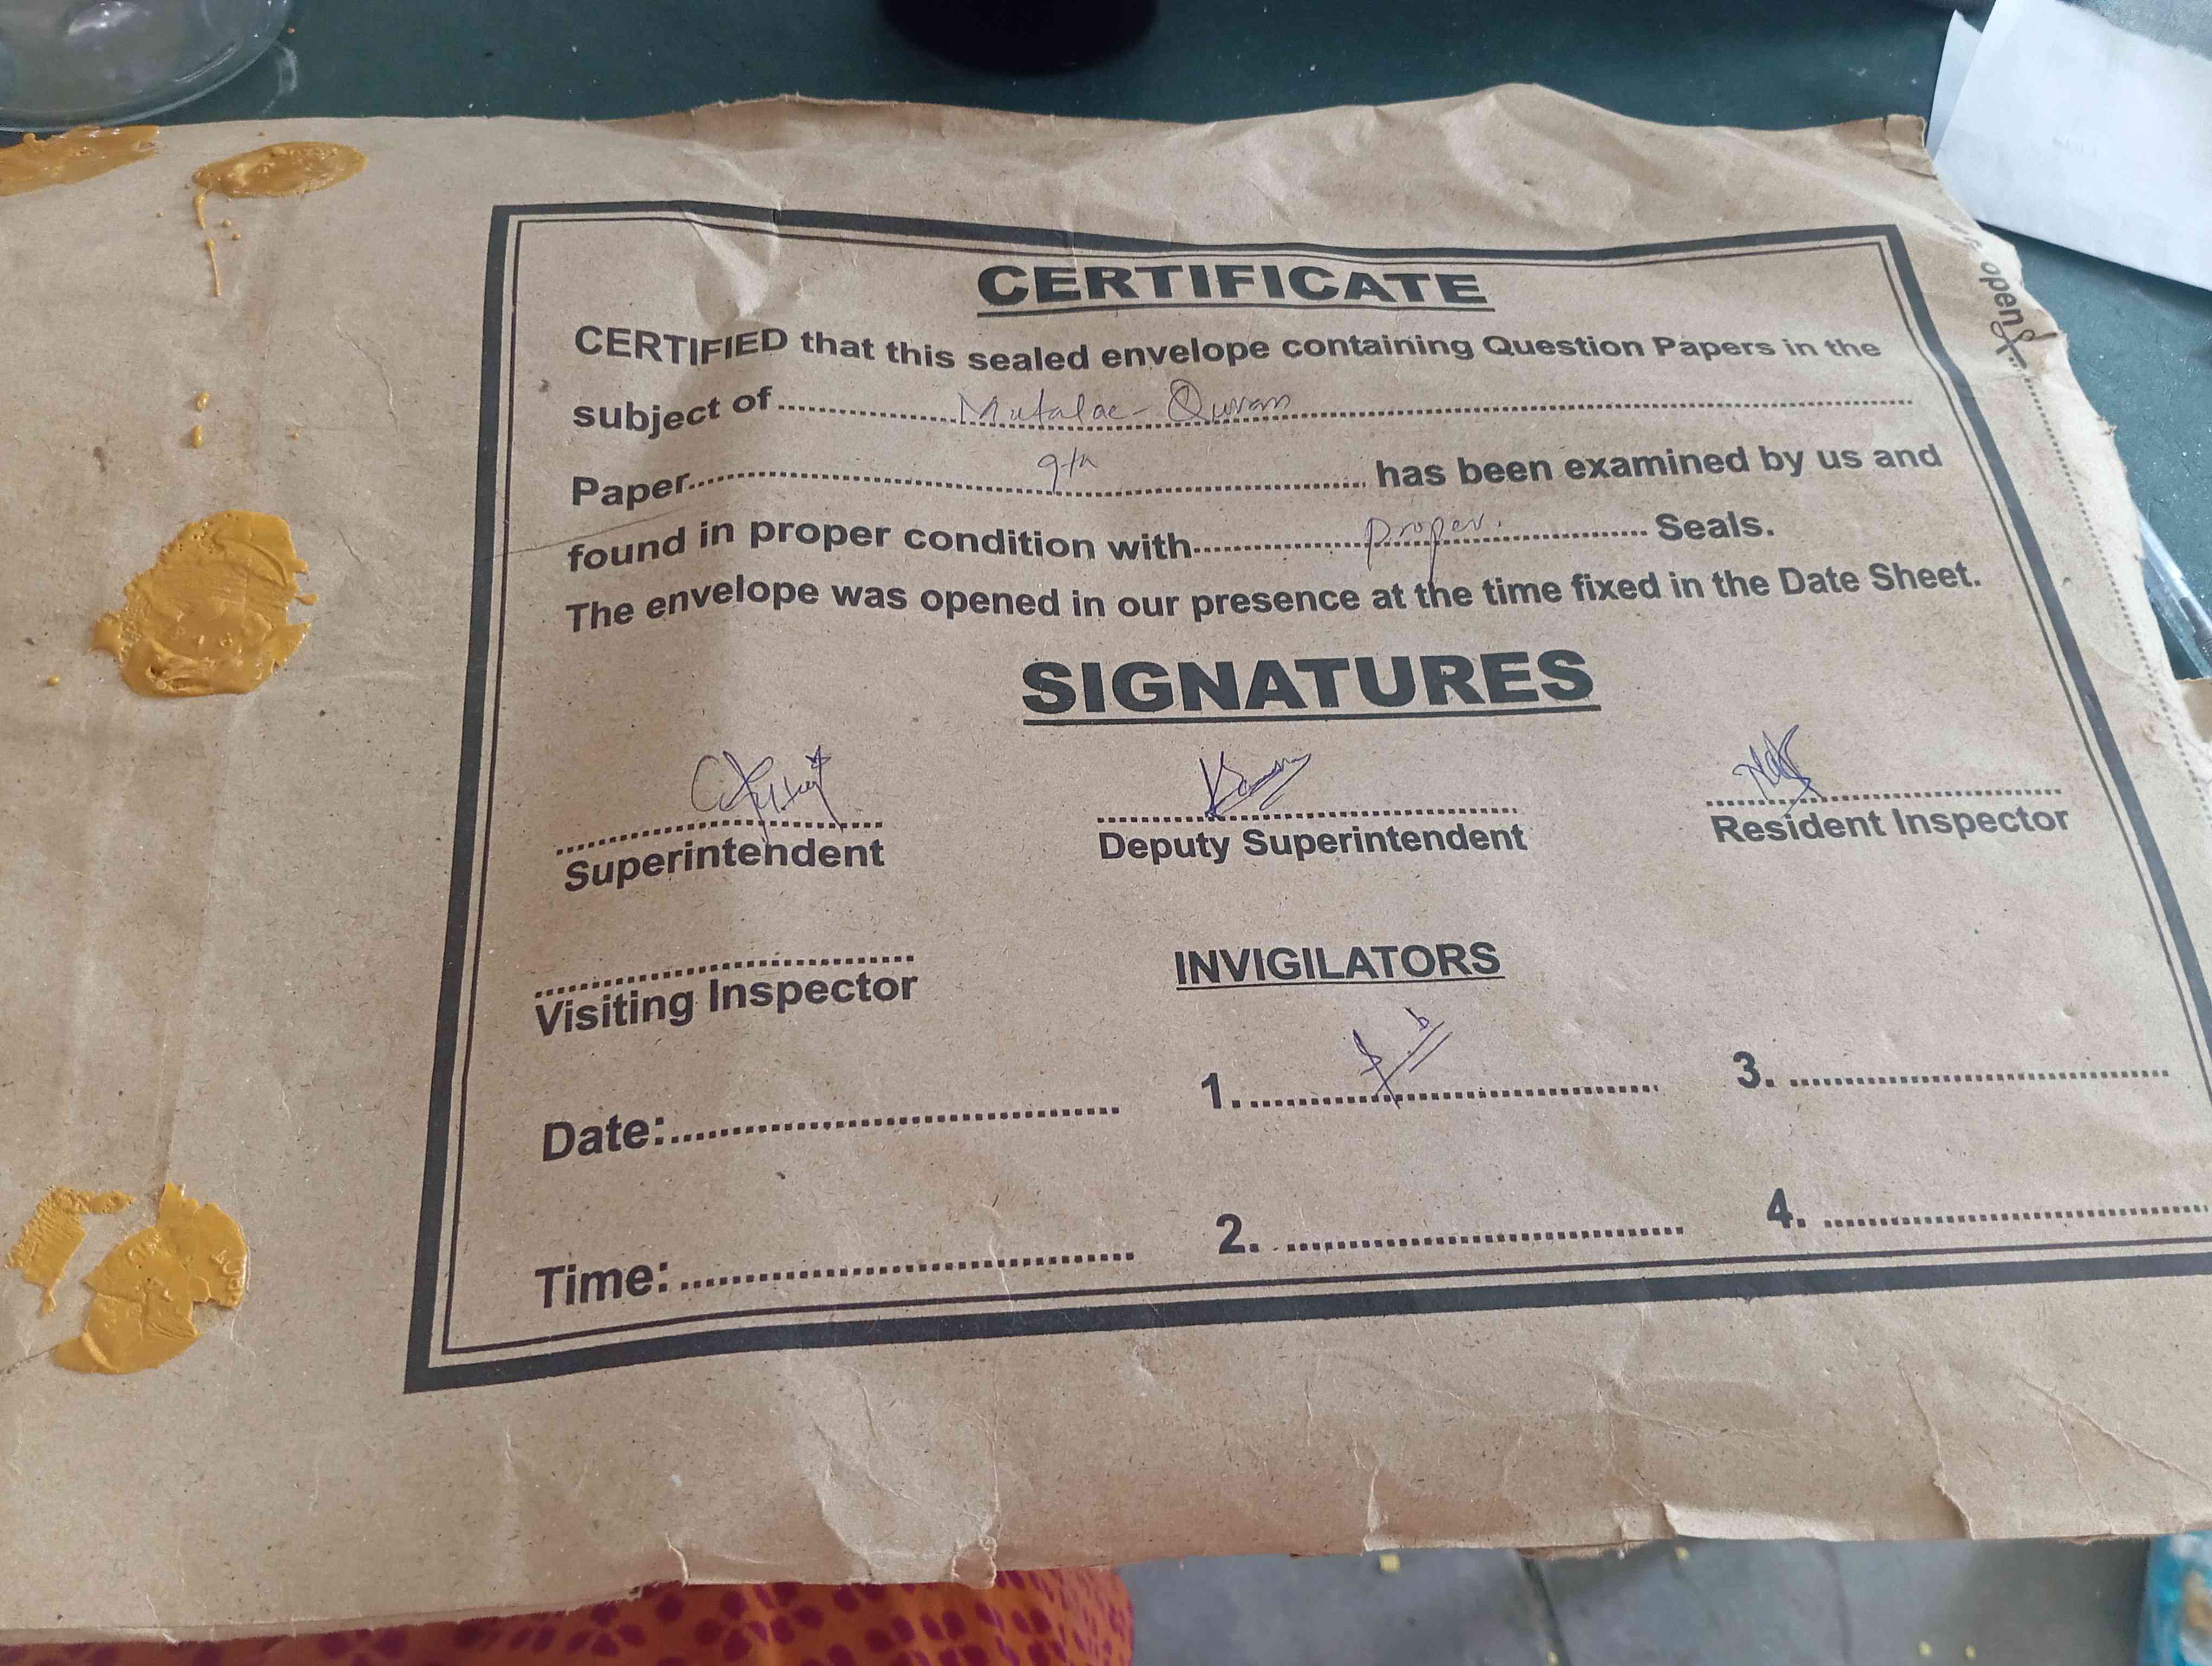 CERTIFICATE
CERTIFIED that this sealed envelope containing Question Papers in the
subject of Mutalae-Quran
Paper 9th has been examined by us and
found in proper condition with proper. Seals.
The envelope was opened in our presence at the time fixed in the Date Sheet.
SIGNATURES
Superintendent Deputy Superintendent Resident Inspector
Visiting Inspector INVIGILATORS
Date: 1. 3.
Time: 2. 4.
open